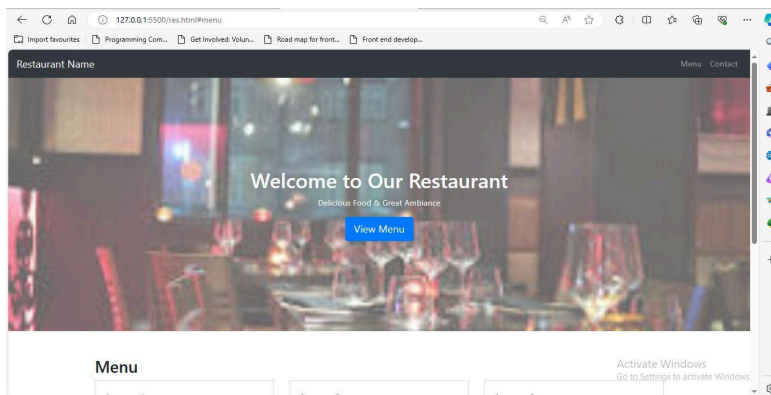 127.0.0.1:5500/res.html#menu
Import favourites Programming Com... Get Involved: Volun... Road map for front... Front end develop...
Restaurant Name Menu Contact
Welcome to Our Restaurant
Delicious Food & Great Ambiance
View Menu
Menu
Activate Windows
Go to Settings to activate Windows.